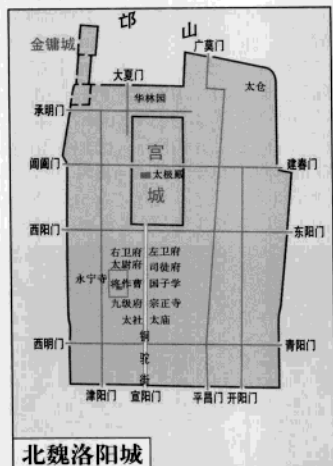 邙山
金镛城
广莫门
大夏门
太仓
华林园
承明门
宫城
阊阖门
太极殿
建春门
西阳门
东阳门
右卫府 左卫府
太尉府 司徒府
永宁寺 将作曹 国子学
九级府 宗正寺
太社 太庙
西明门
铜驼街
青阳门
津阳门
宣阳门
平昌门
开阳门
北魏洛阳城